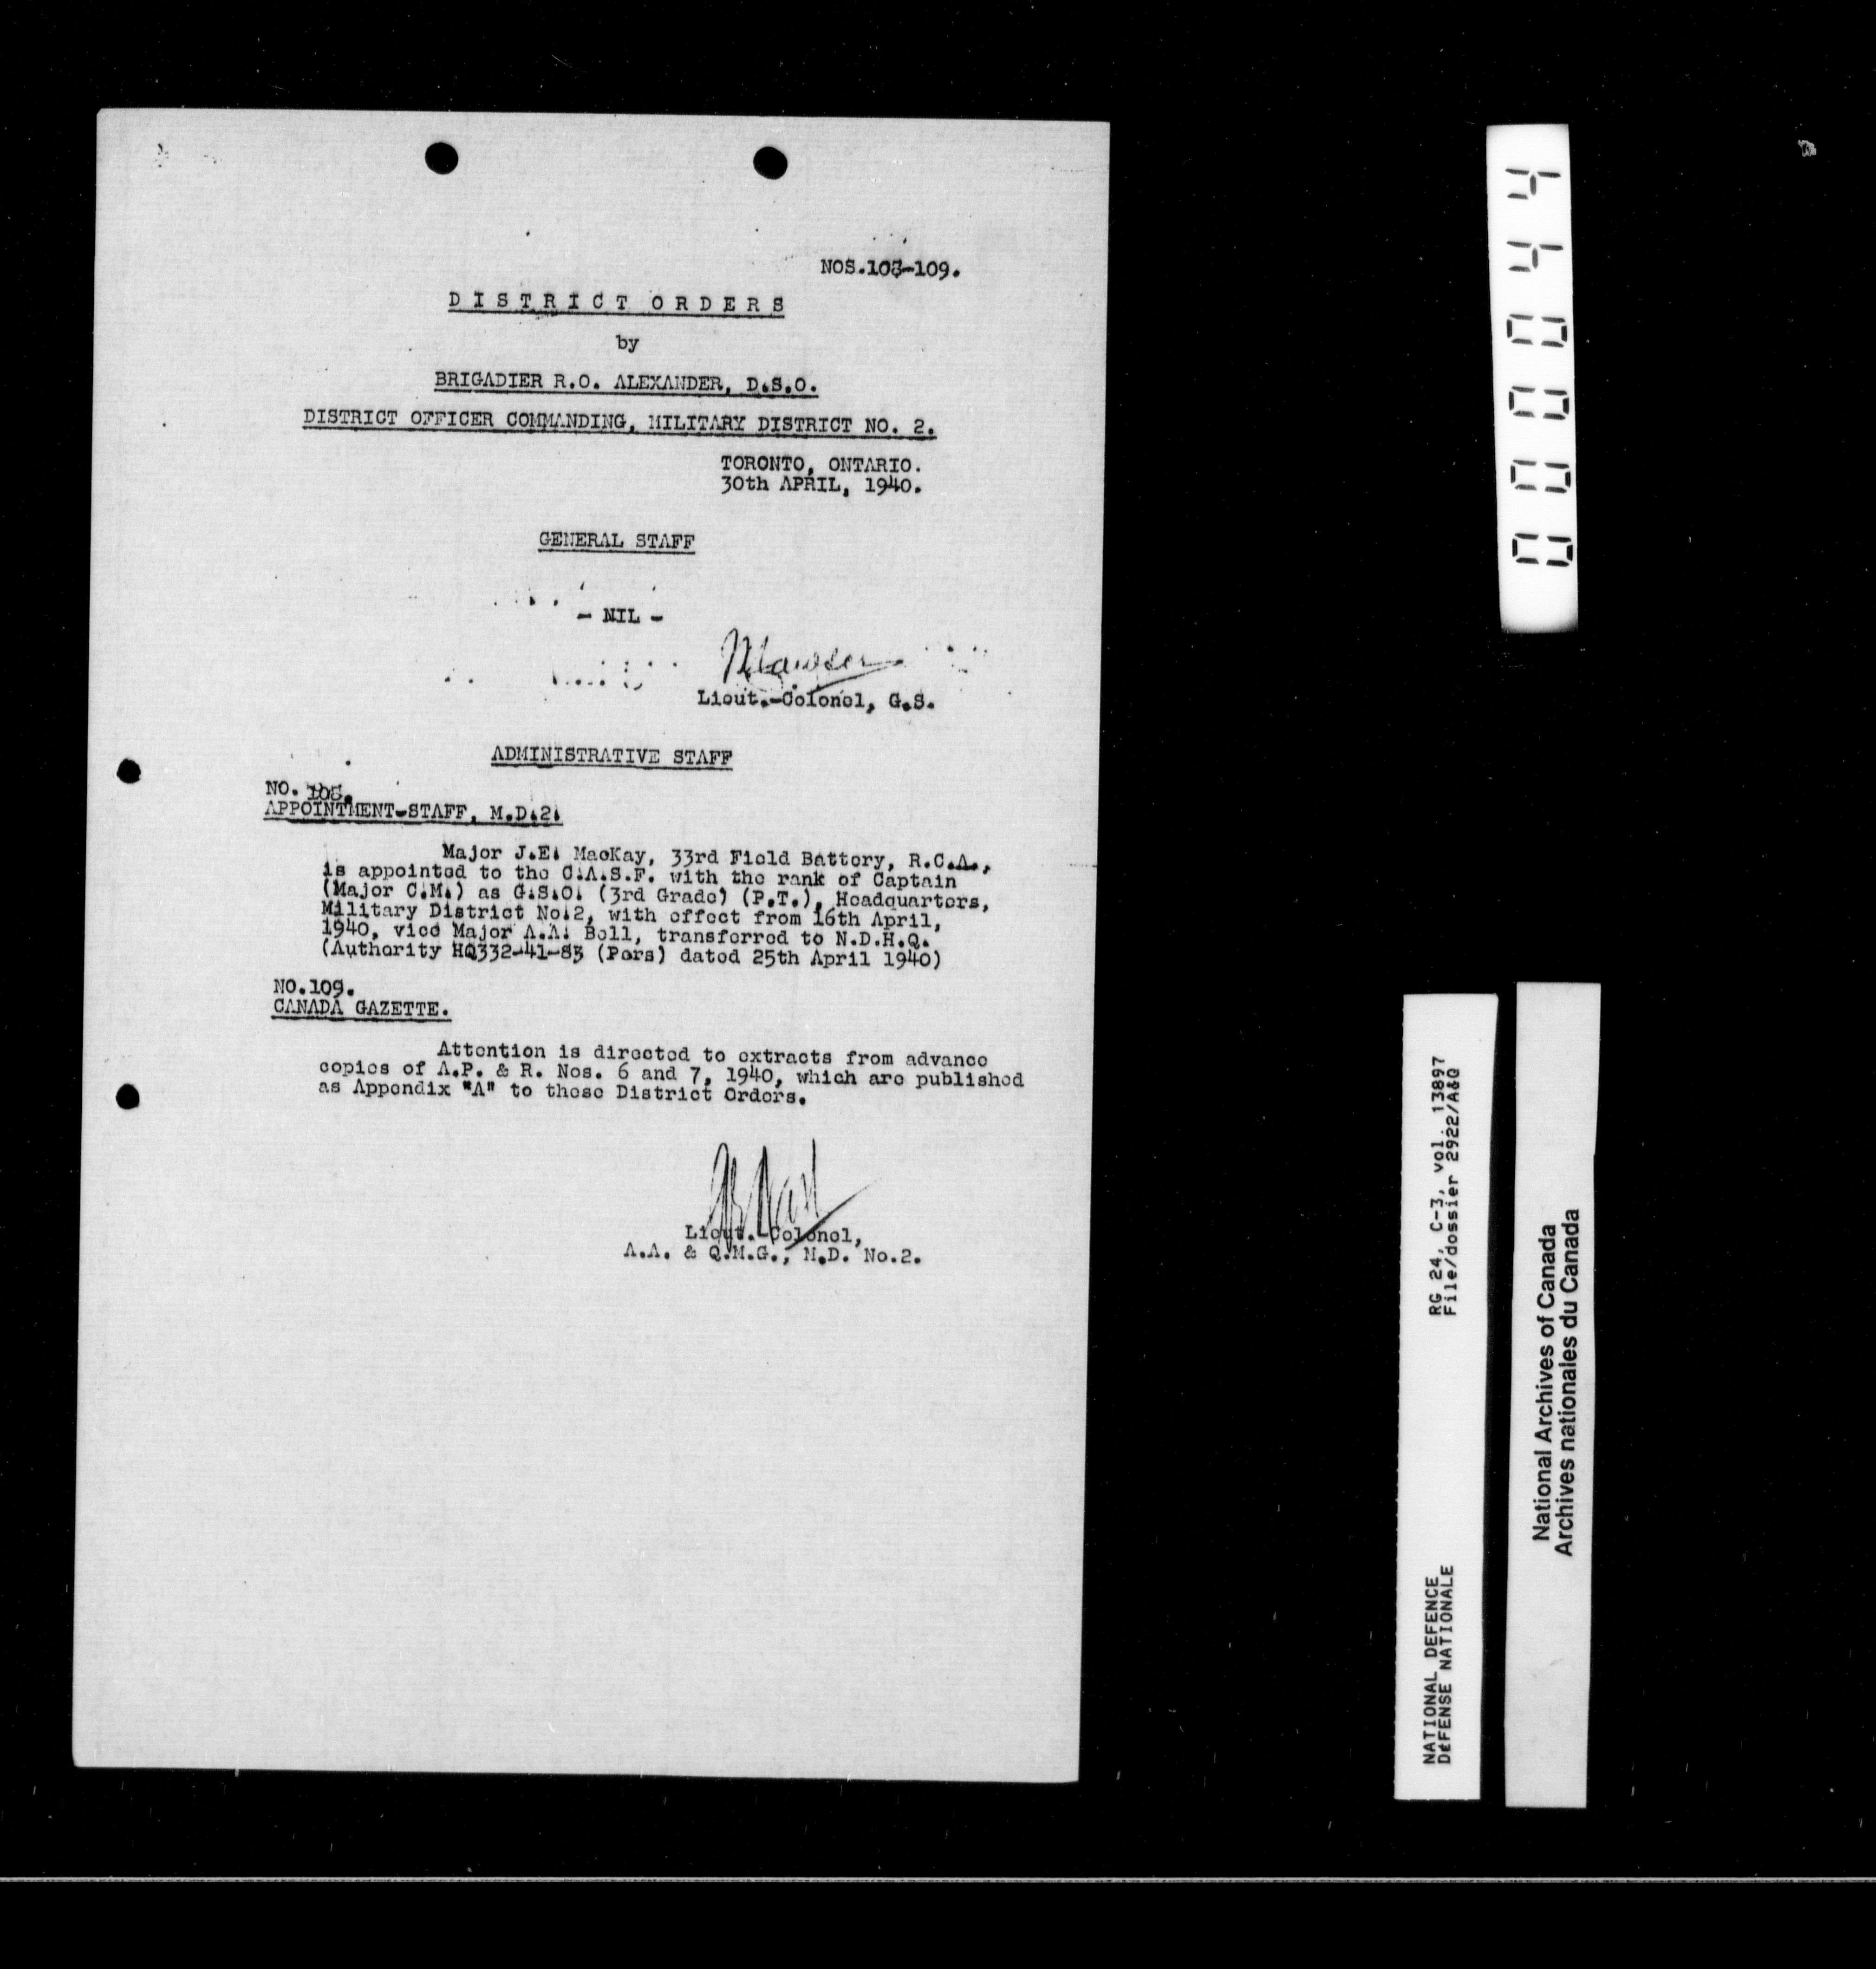 NOS.108-109.
DISTRICT ORDERS
by
BRIGADIER R.O. ALEXANDER, D.S.O.
DISTRICT OFFICER COMMANDING, MILITARY DISTRICT NO. 2.
TORONTO, ONTARIO.
30th APRIL, 1940.
GENERAL STAFF
- NIL -
Lieut.-Colonel, G.S.
ADMINISTRATIVE STAFF
NO. 108.
APPOINTMENT-STAFF, M.D.2.
Major J.E. MacKay, 33rd Field Battery, R.C.A.,
is appointed to the C.A.S.F. with the rank of Captain
(Major C.M.) as G.S.O. (3rd Grade) (P.T.), Headquarters,
Military District No.2, with effect from 16th April,
1940, vice Major A.A. Bell, transferred to N.D.H.Q.
(Authority HQ332-41-83 (Pers) dated 25th April 1940)
NO.109.
CANADA GAZETTE.
Attention is directed to extracts from advance
copies of A.P. & R. Nos. 6 and 7, 1940, which are published
as Appendix "A" to these District Orders.
Lieut.-Colonel,
A.A. & Q.M.G., M.D. No.2.
000044
RG 24, C-3, vol. 13897
File/dossier 2922/A&Q
NATIONAL DEFENCE
DÉFENSE NATIONALE
National Archives of Canada
Archives nationales du Canada